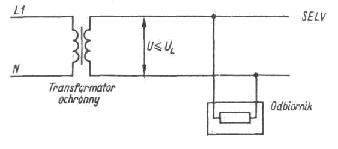 L1
SELV
U ≤ U_L
N
Transformator
ochronny
Odbiornik